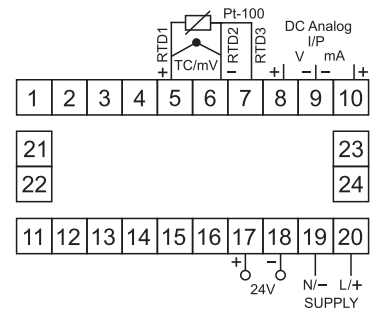 Pt-100
RTD1
RTD2
RTD3
DC Analog
I/P
V mA
TC/mV
+ − + − − +
1 2 3 4 5 6 7 8 9 10
21 23
22 24
11 12 13 14 15 16 17 18 19 20
+ −
24V
N/− L/+
SUPPLY